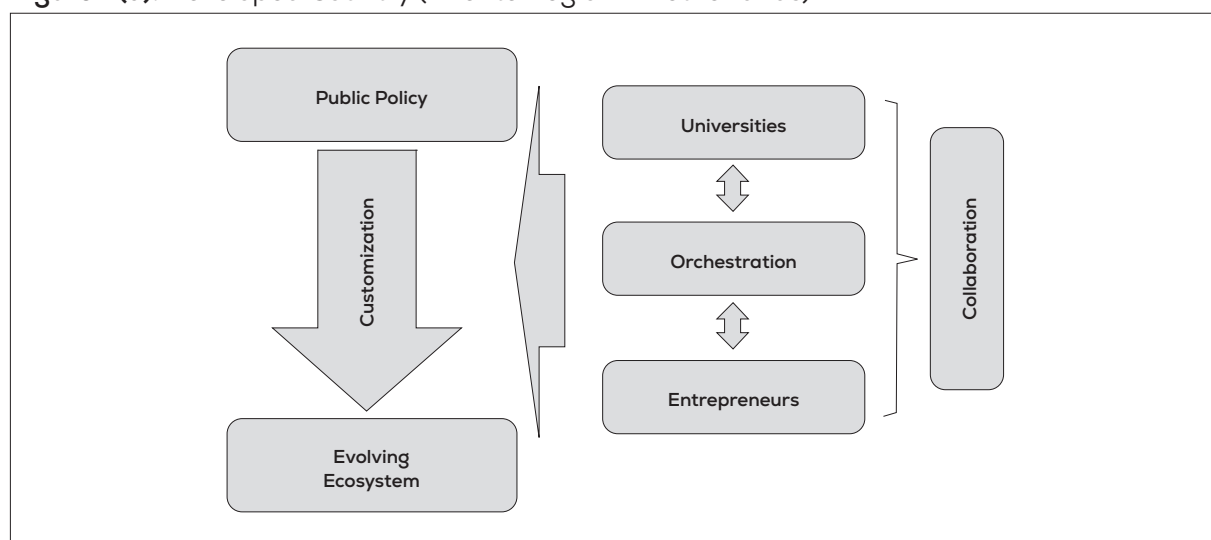 Public Policy
Customization
Evolving
Ecosystem
Universities
Orchestration
Entrepreneurs
Collaboration